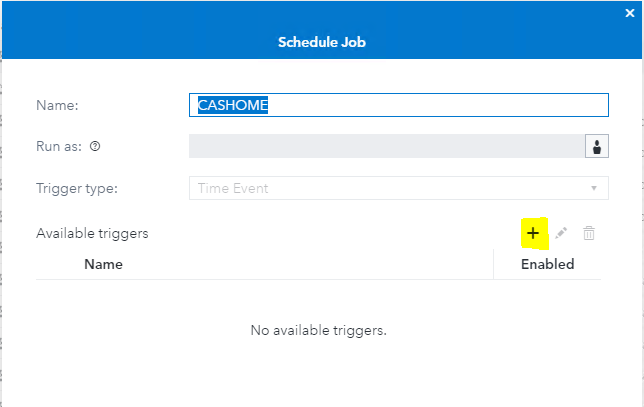 Schedule Job
Name: CASHOME
Run as:
Trigger type: Time Event
Available triggers
Name Enabled
No available triggers.